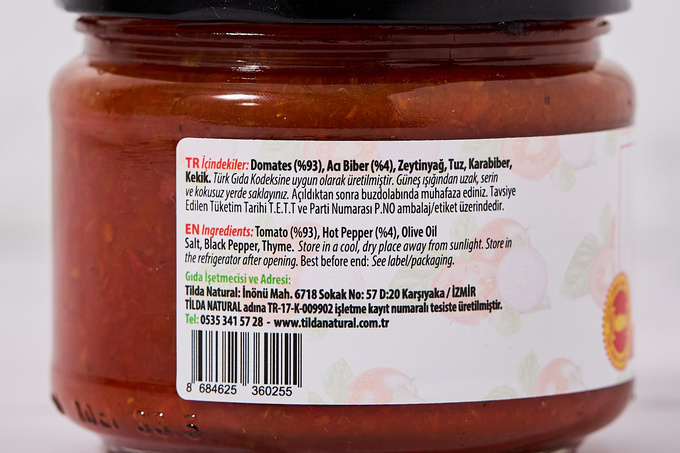 TR İçindekiler: Domates (%93), Acı Biber (%4), Zeytinyağ, Tuz, Karabiber,
Kekik. Türk Gıda Kodeksine uygun olarak üretilmiştir. Güneş ışığından uzak, serin
ve kokusuz yerde saklayınız. Açıldıktan sonra buzdolabında muhafaza ediniz. Tavsiye
Edilen Tüketim Tarihi T.E.T.T ve Parti Numarası P.NO ambalaj/etiket üzerindedir.
EN Ingredients: Tomato (%93), Hot Pepper (%4), Olive Oil
Salt, Black Pepper, Thyme. Store in a cool, dry place away from sunlight. Store in
the refrigerator after opening. Best before end: See label/packaging.
Gıda İşetmecisi ve Adresi:
Tilda Natural: İnönü Mah. 6718 Sokak No: 57 D:20 Karşıyaka / İZMİR
TİLDA NATURAL adına TR-17-K-009902 işletme kayıt numaralı tesiste üretilmiştir.
Tel: 0535 341 57 28 - www.tildanatural.com.tr
8 684625 360255